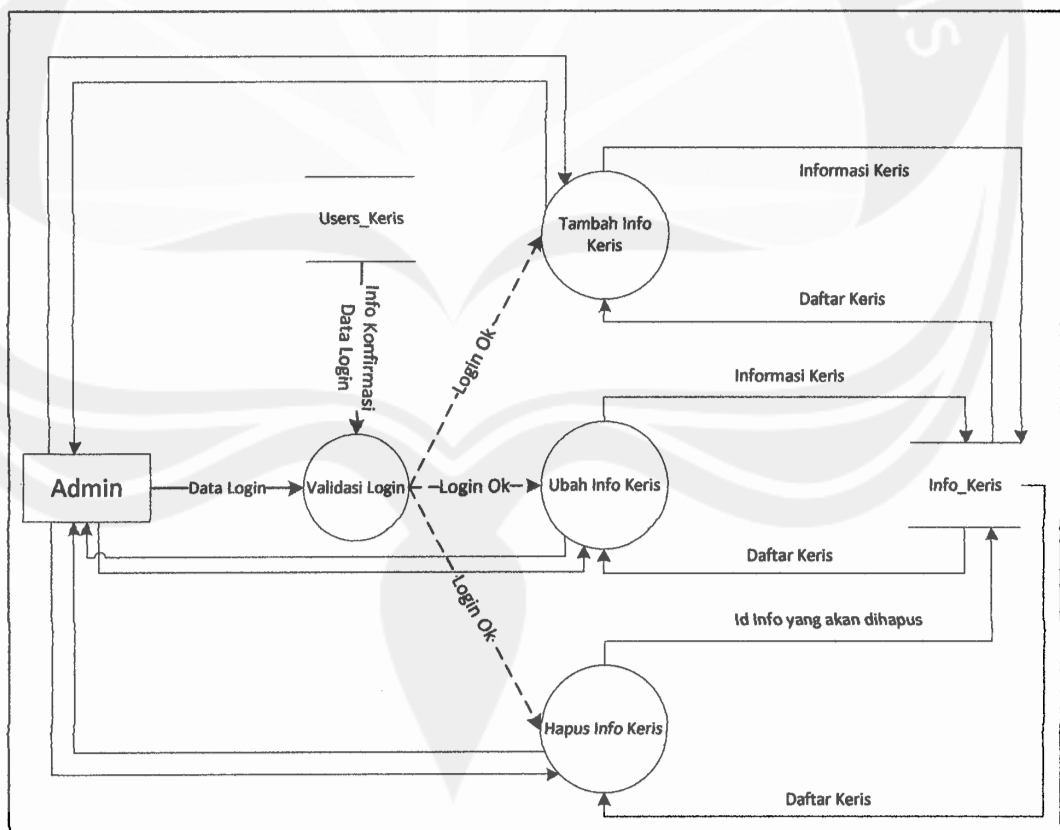 Informasi Keris
Users_Keris
Tambah Info
Keris
Info Konfirmasi
Data Login
Daftar Keris
Login Ok
Informasi Keris
Admin
Data Login
Validasi Login
Login Ok
Ubah Info Keris
Info_Keris
Daftar Keris
Login Ok
Id Info yang akan dihapus
Hapus Info Keris
Daftar Keris